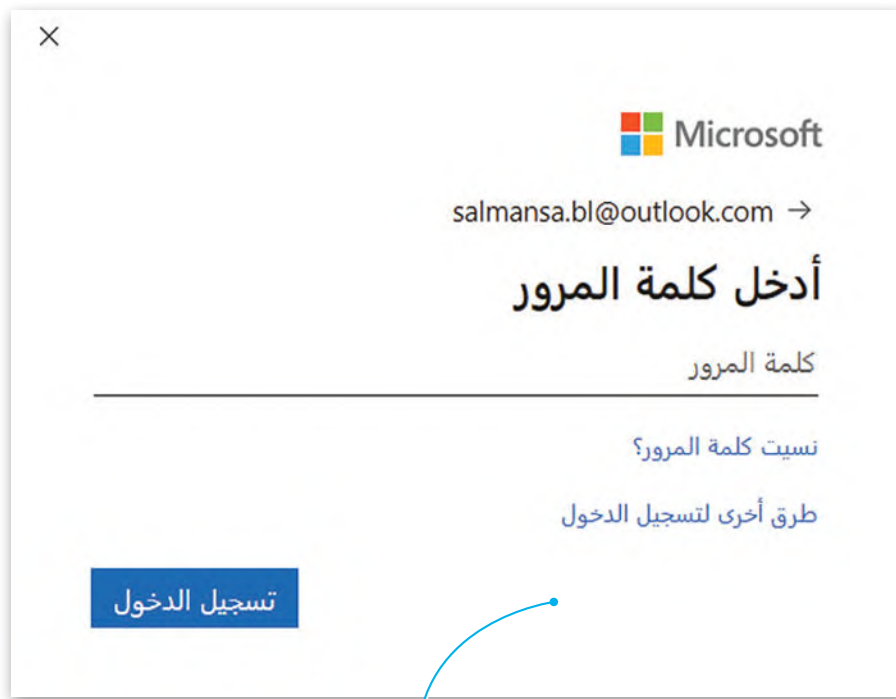 Microsoft
salmansa.bl@outlook.com →
أدخل كلمة المرور
كلمة المرور
نسيت كلمة المرور؟
طرق أخرى لتسجيل الدخول
تسجيل الدخول